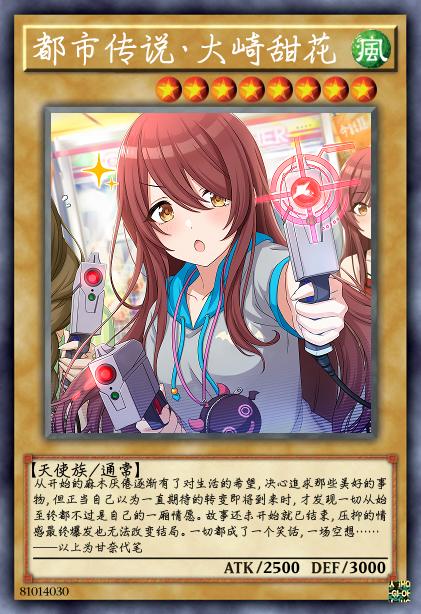 都市传说·大崎甜花
風
【天使族/通常】
从开始的麻木厌倦逐渐有了对生活的希望,决心追求那些美好的事
物,但正当自己以为一直期待的转变即将到来时,才发现一切从始
至终都不过是自己的一厢情愿。故事还未开始就已结束,压抑的情
感最终爆发也无法改变结局。一切都成了一个笑话,一场空想……
——以上为甘奈代笔
ATK/2500 DEF/3000
81014030